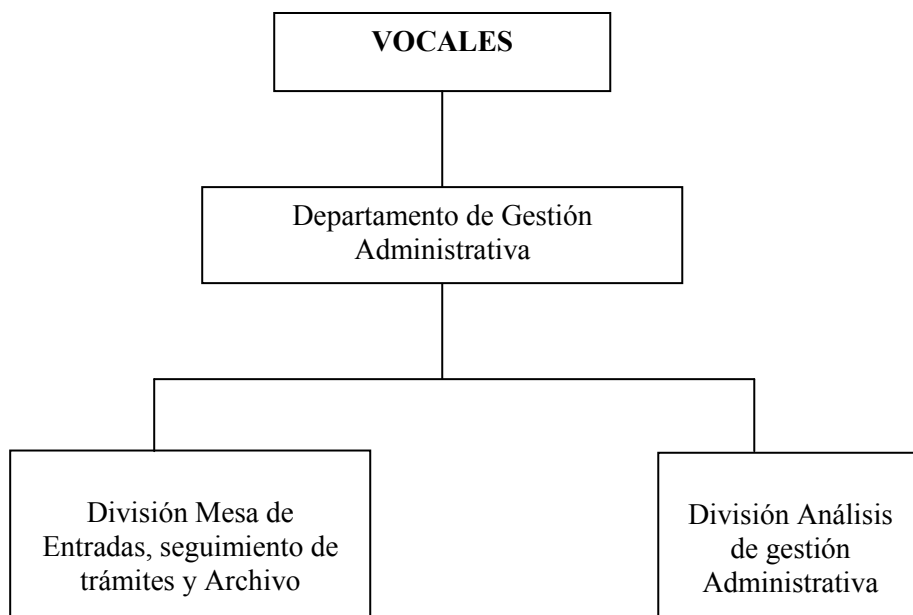 VOCALES
Departamento de Gestión
Administrativa
División Mesa de
Entradas, seguimiento de
trámites y Archivo
División Análisis
de gestión
Administrativa